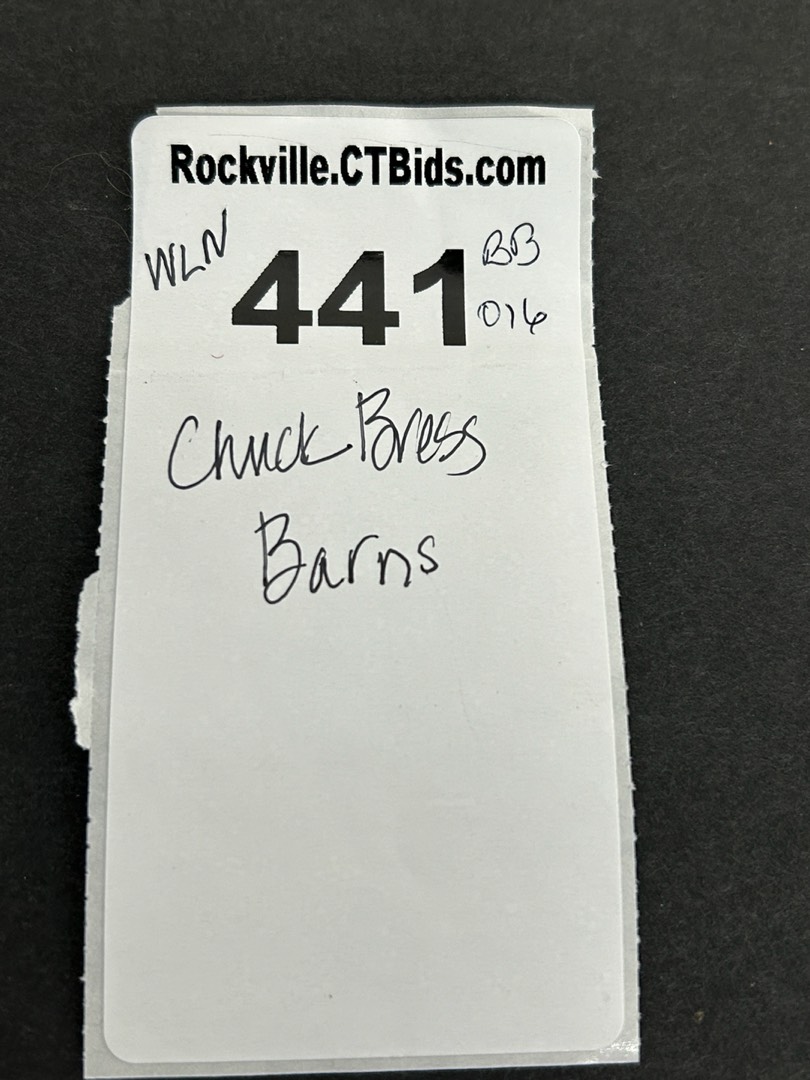 Rockville.CTBids.com
WLN 441 BB
016
Chuck Bress
Barns